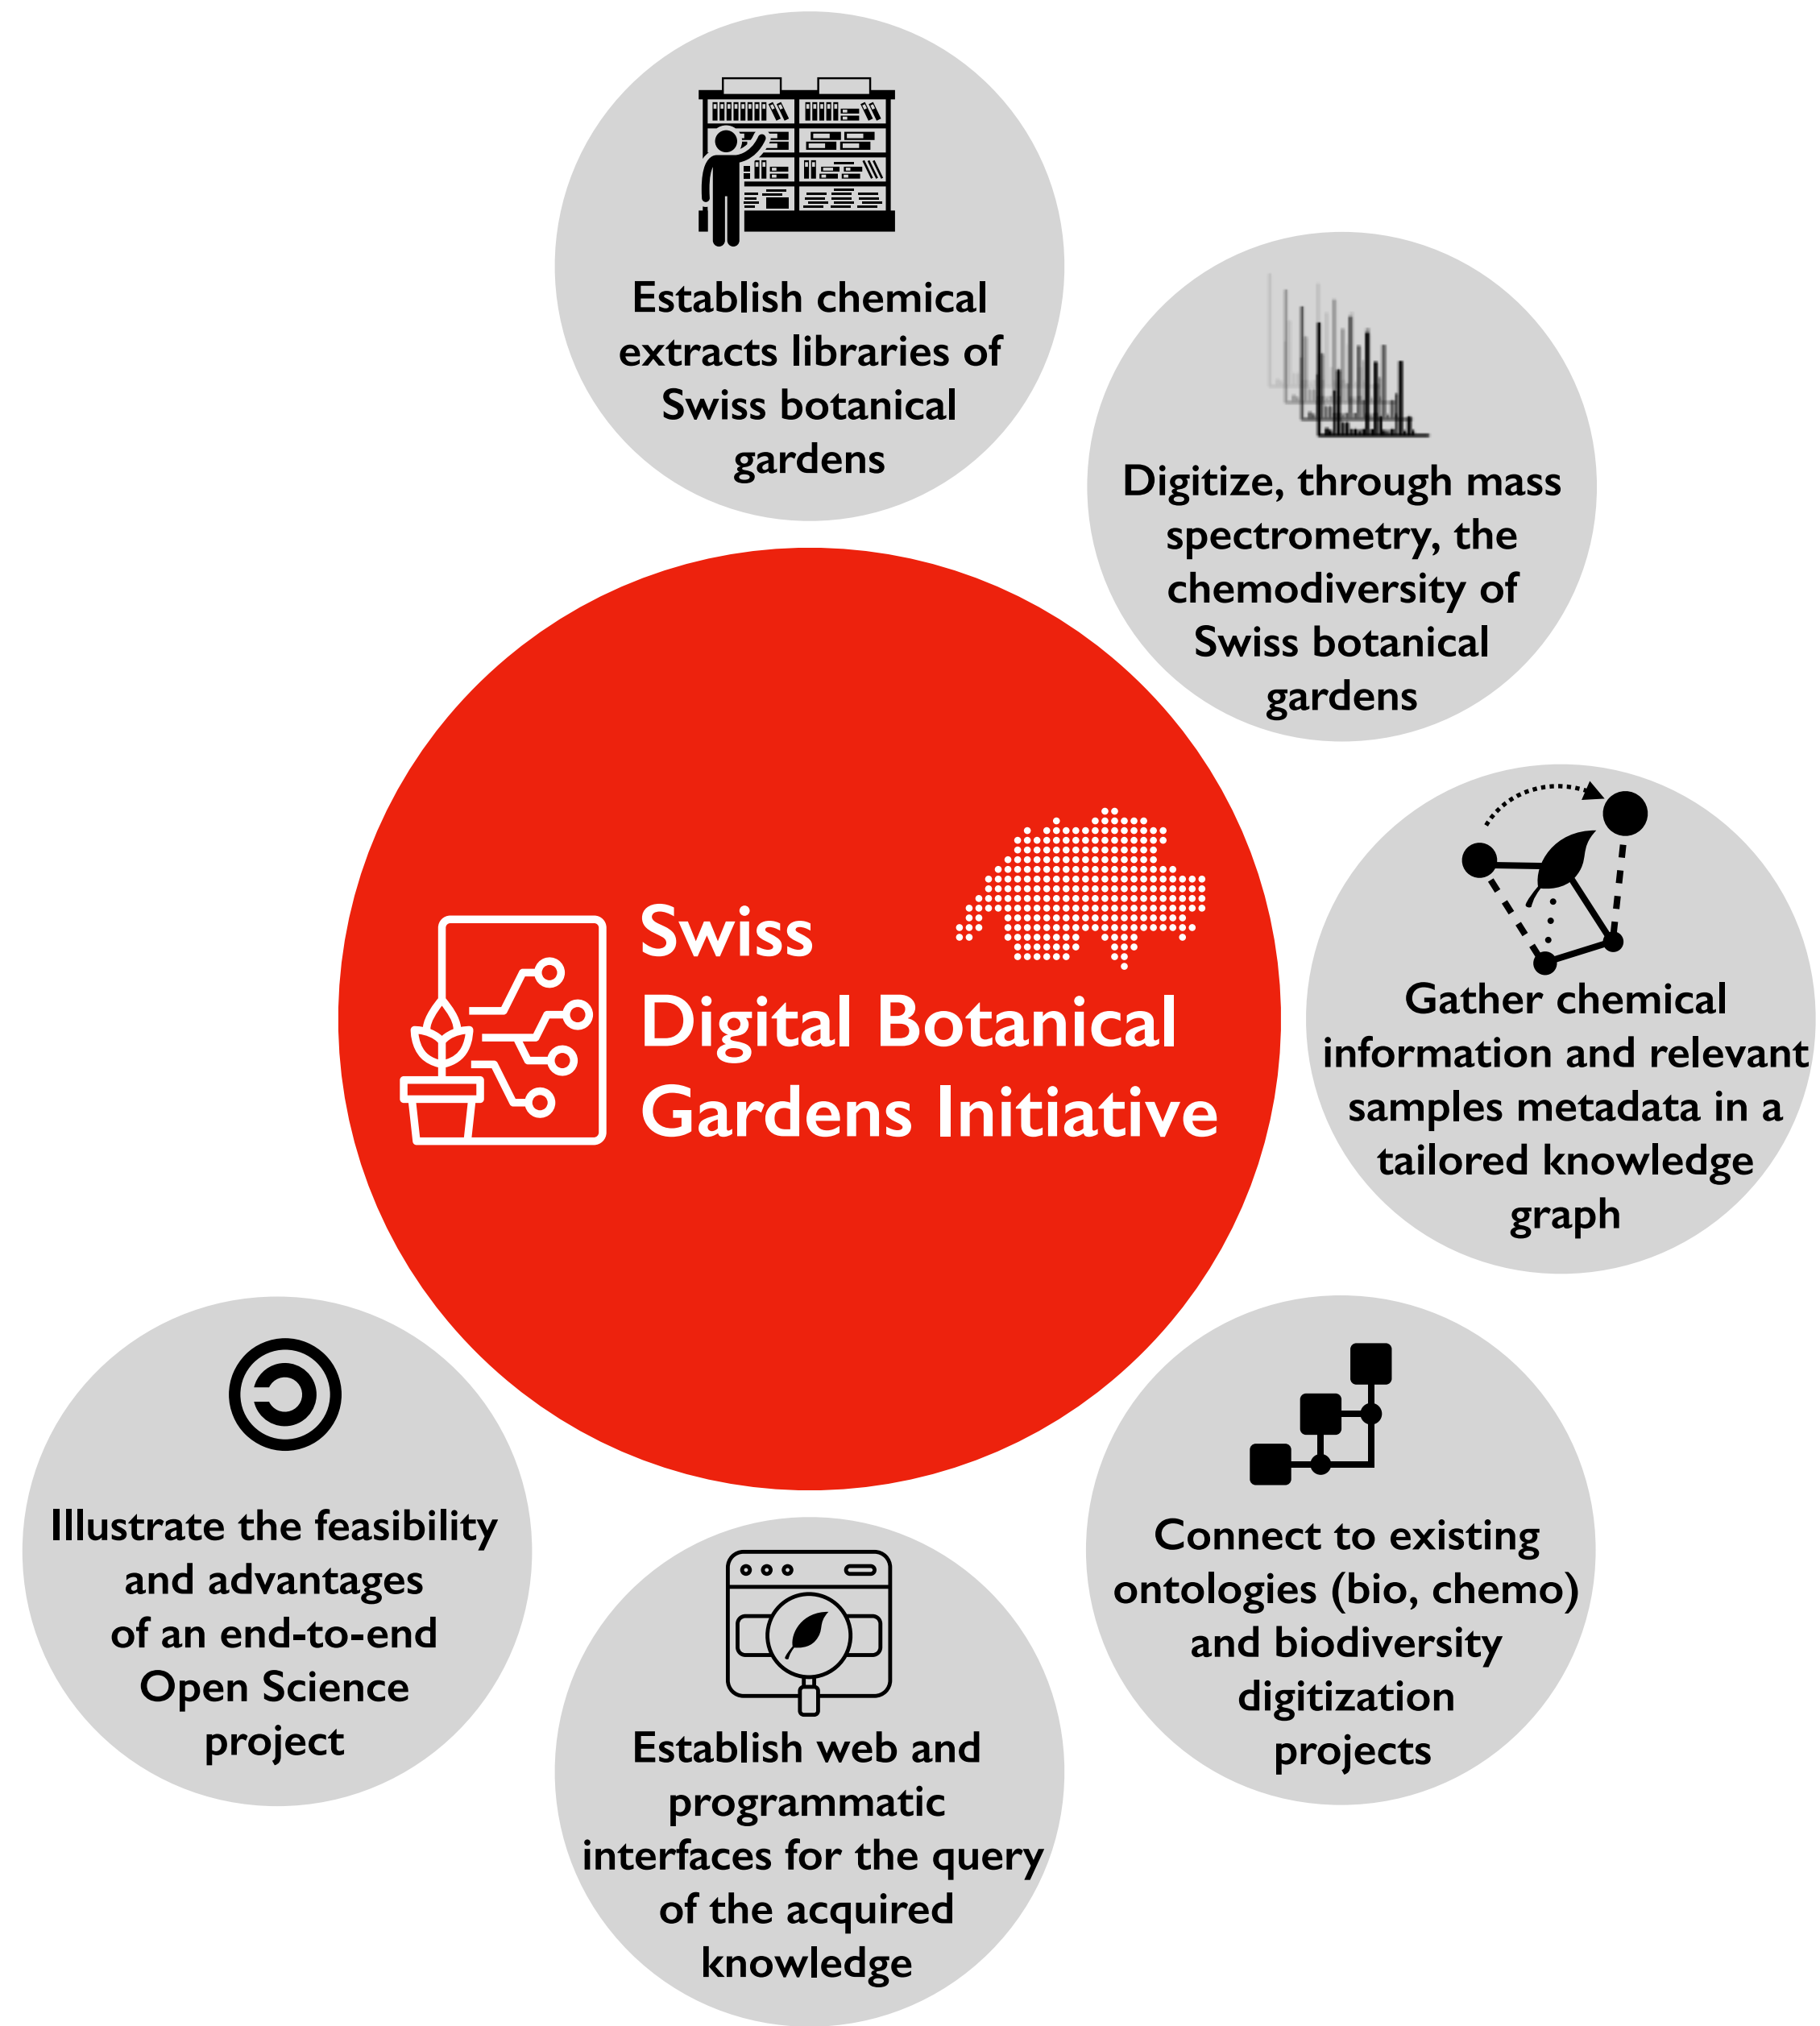 Establish chemical
extracts libraries of
Swiss botanical
gardens
Digitize, through mass
spectrometry, the
chemodiversity of
Swiss botanical
gardens
Swiss
Digital Botanical
Gardens Initiative
Gather chemical
information and relevant
samples metadata in a
tailored knowledge
graph
Connect to existing
ontologies (bio, chemo)
and biodiversity
digitization
projects
Establish web and
programmatic
interfaces for the query
of the acquired
knowledge
Illustrate the feasibility
and advantages
of an end-to-end
Open Science
project